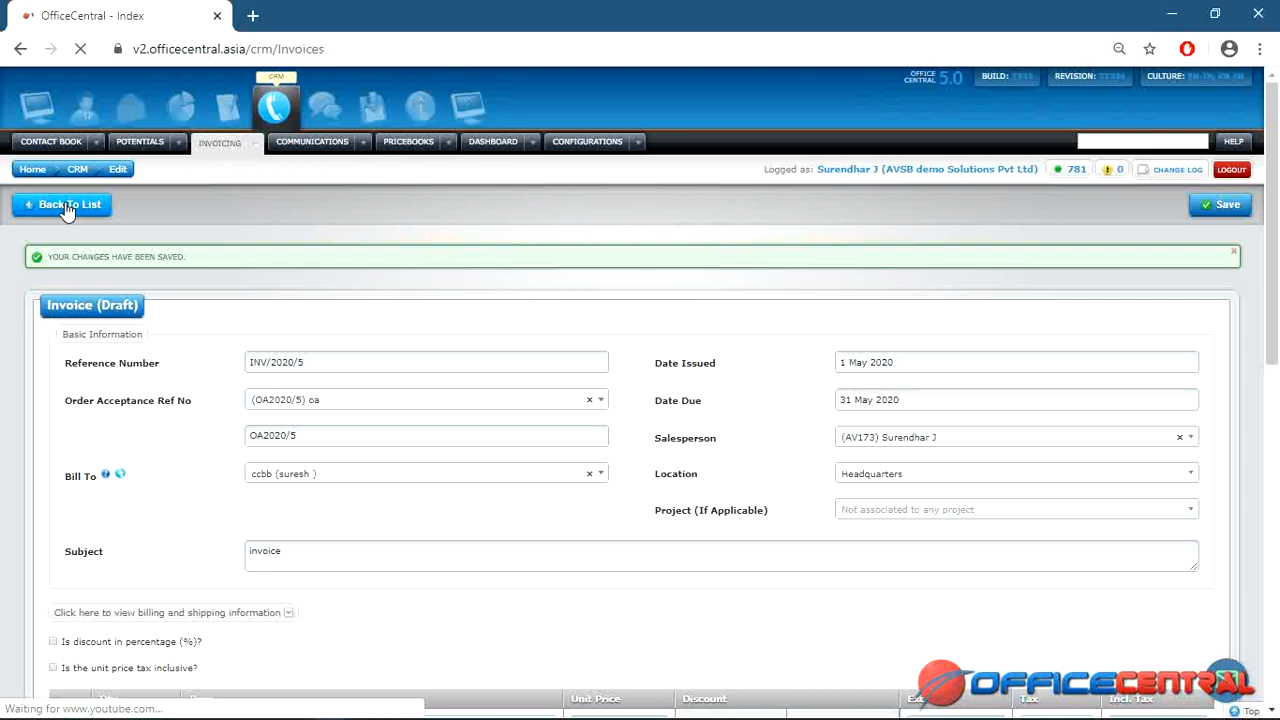 OfficeCentral - Index
v2.officecentral.asia/crm/Invoices
CRM
OFFICE CENTRAL 5.0
BUILD:
REVISION:
CULTURE:
CONTACT BOOK
POTENTIALS
INVOICING
COMMUNICATIONS
PRICEBOOKS
DASHBOARD
CONFIGURATIONS
HELP
Home
CRM
Edit
Logged as: Surendhar J (AVSB demo Solutions Pvt Ltd)
781
0
CHANGE LOG
LOGOUT
Back To List
Save
YOUR CHANGES HAVE BEEN SAVED.
Invoice (Draft)
Basic Information
Reference Number
INV/2020/5
Date Issued
1 May 2020
Order Acceptance Ref No
(OA2020/5) oa
Date Due
31 May 2020
OA2020/5
Salesperson
(AV173) Surendhar J
Bill To
ccbb (suresh )
Location
Headquarters
Project (If Applicable)
Not associated to any project
Subject
invoice
Click here to view billing and shipping information
Is discount in percentage (%)?
Is the unit price tax inclusive?
Unit Price
Discount
Tax
Incl. Tax
OFFICECENTRAL
Waiting for www.youtube.com...
Top